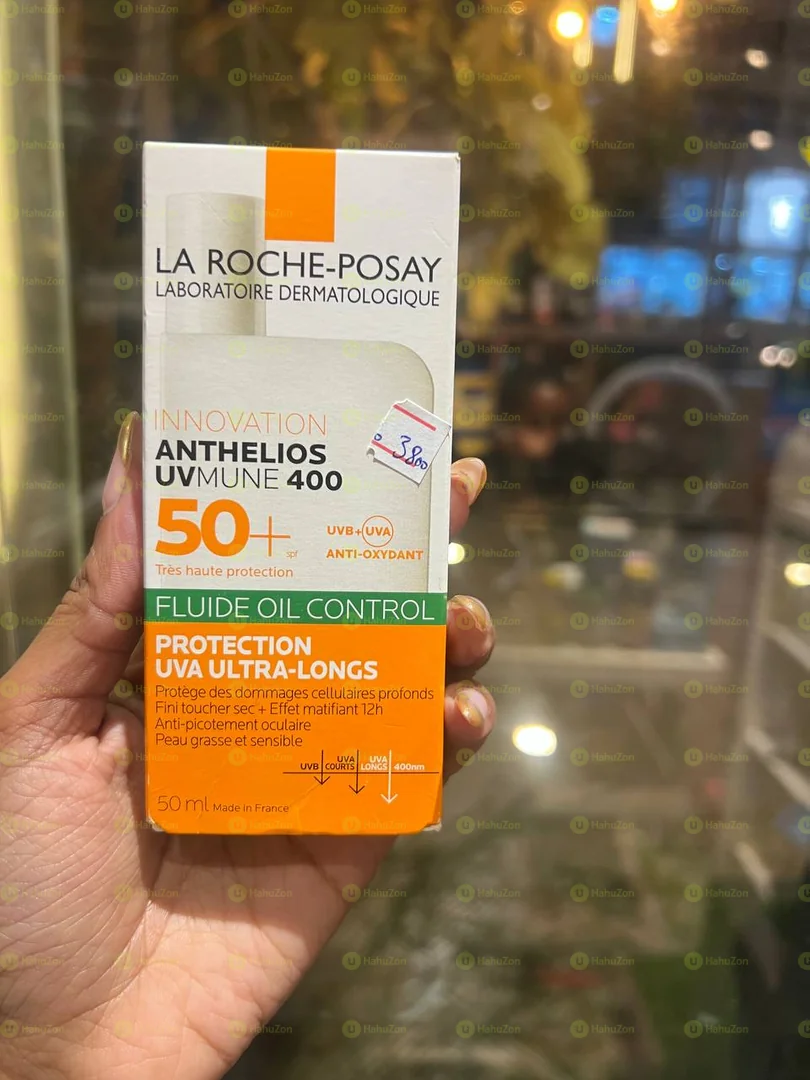 LA ROCHE-POSAY
LABORATOIRE DERMATOLOGIQUE
INNOVATION
ANTHELIOS
UVMUNE 400
3800
50+
spf
UVB+UVA
ANTI-OXYDANT
Très haute protection
FLUIDE OIL CONTROL
PROTECTION
UVA ULTRA-LONGS
Protège des dommages cellulaires profonds
Fini toucher sec + Effet matifiant 12h
Anti-picotement oculaire
Peau grasse et sensible
UVB
UVA COURTS
UVA LONGS
400nm
50 ml Made in France
HahuZon